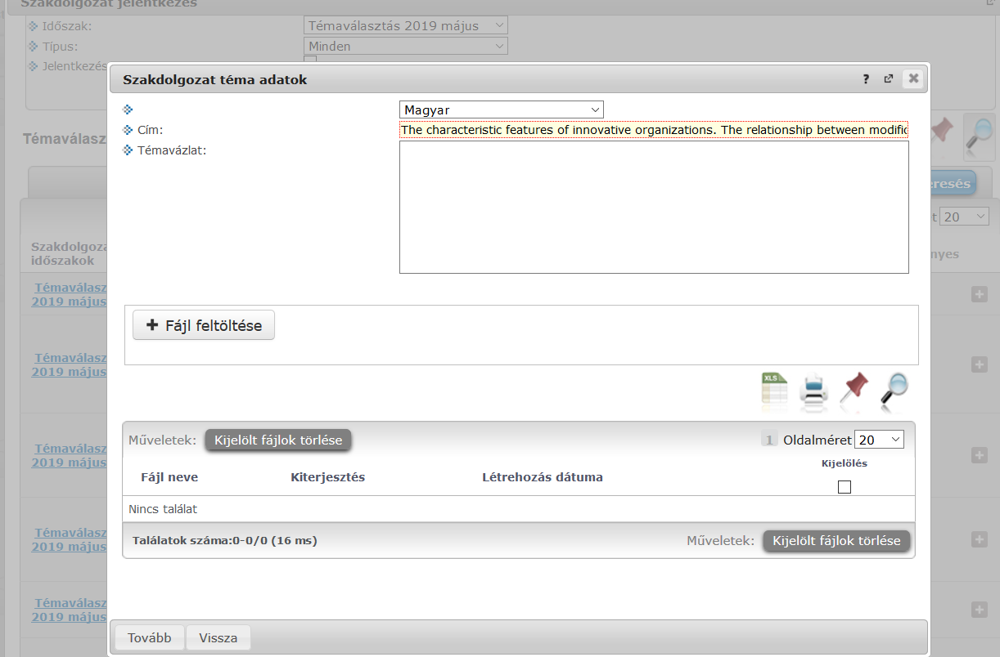 Szakdolgozat jelentkezés
Időszak:
Témaválasztás 2019 május
Típus:
Minden
Jelentkezés
Szakdolgozat téma adatok
?
Magyar
Cím:
The characteristic features of innovative organizations. The relationship between modific
Témavázlat:
Témaválasz
eresés
t 20
Szakdolgoza
időszakok
nyes
Témaválasz
2019 május
Fájl feltöltése
Témaválasz
2019 május
XLS
Műveletek:
Kijelölt fájlok törlése
1 Oldalméret 20
Témaválasz
2019 május
Fájl neve
Kiterjesztés
Létrehozás dátuma
Kijelölés
Nincs találat
Témaválasz
2019 május
Találatok száma:0-0/0 (16 ms)
Műveletek:
Kijelölt fájlok törlése
Témaválasz
2019 május
Tovább
Vissza